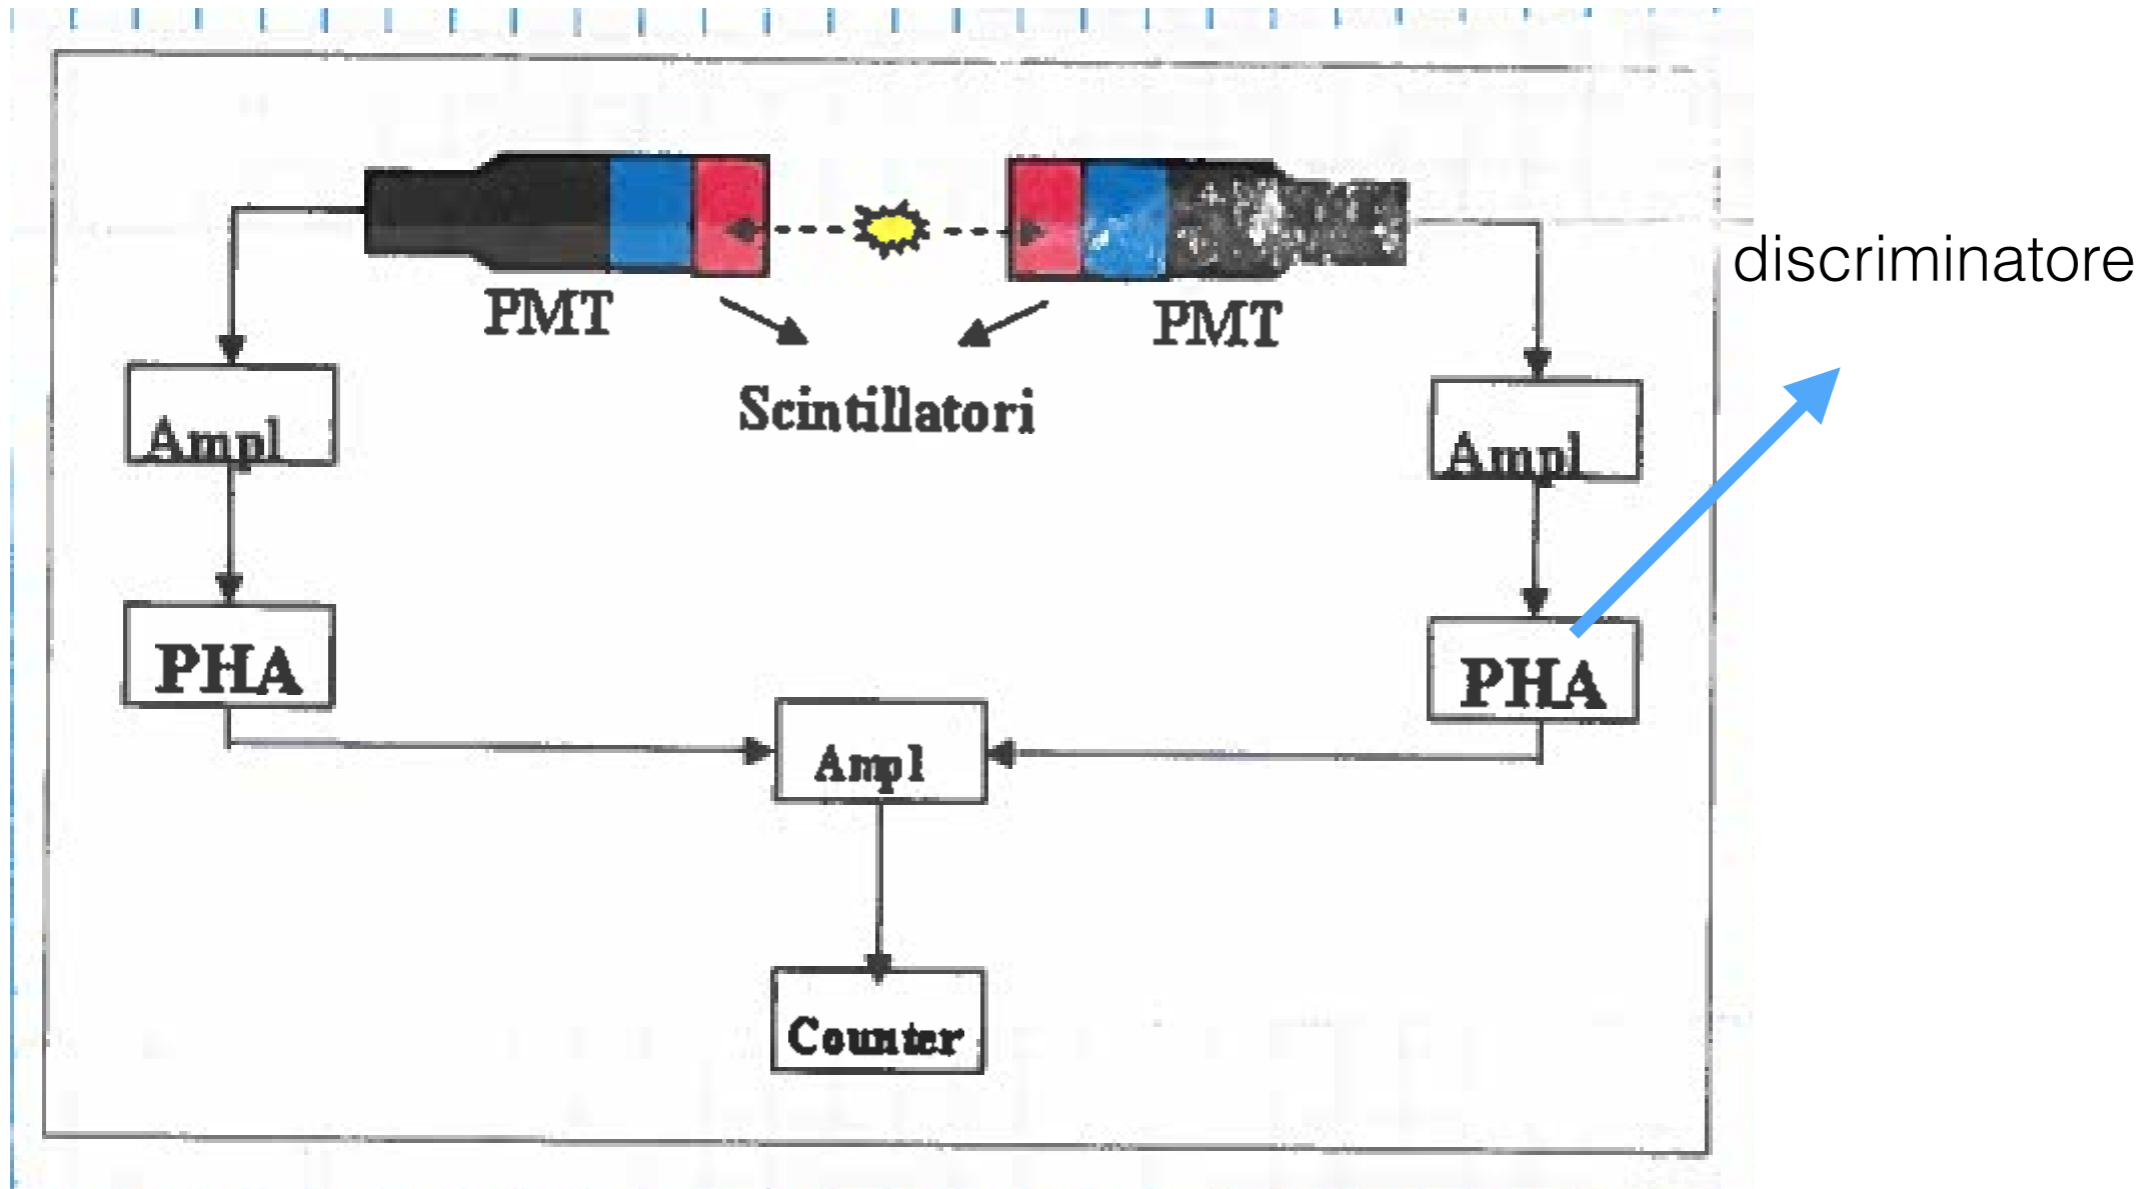 discriminatore
PMT
PMT
Scintillatori
Ampl
Ampl
PHA
PHA
Ampl
Counter